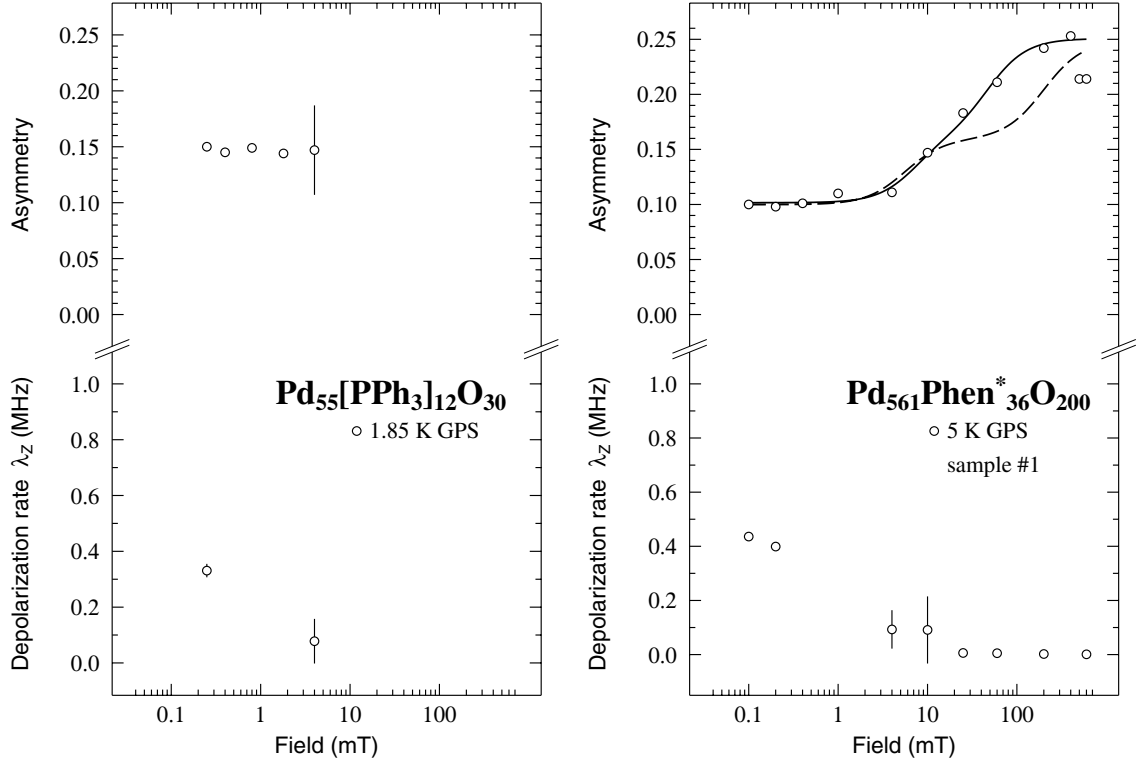 0.25
0.20
0.15
0.10
0.05
0.00
Asymmetry
1.0
0.8
0.6
0.4
0.2
0.0
Depolarization rate λZ (MHz)
Pd55[PPh3]12O30
1.85 K GPS
0.1 1 10 100
Field (mT)
0.25
0.20
0.15
0.10
0.05
0.00
Asymmetry
1.0
0.8
0.6
0.4
0.2
0.0
Depolarization rate λZ (MHz)
Pd561Phen*36O200
5 K GPS
sample #1
0.1 1 10 100
Field (mT)